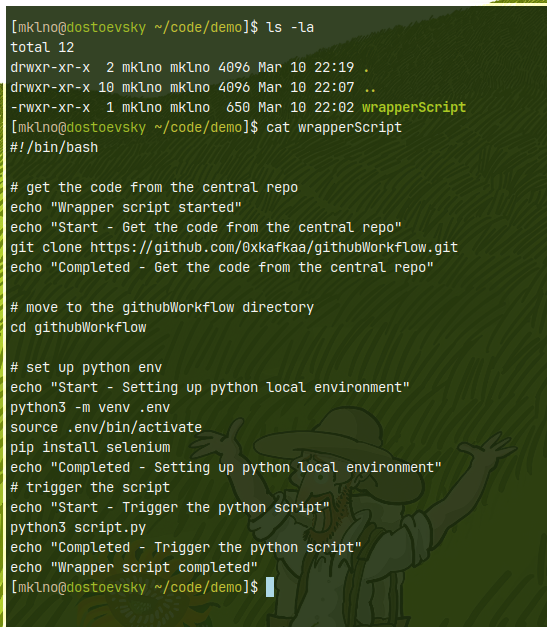 [mklno@dostoevsky ~/code/demo]$ ls -la
total 12
drwxr-xr-x  2 mklno mklno 4096 Mar 10 22:19 .
drwxr-xr-x 10 mklno mklno 4096 Mar 10 22:07 ..
-rwxr-xr-x  1 mklno mklno  650 Mar 10 22:02 wrapperScript
[mklno@dostoevsky ~/code/demo]$ cat wrapperScript
#!/bin/bash

# get the code from the central repo
echo "Wrapper script started"
echo "Start - Get the code from the central repo"
git clone https://github.com/0xkafkaa/githubWorkflow.git
echo "Completed - Get the code from the central repo"

# move to the githubWorkflow directory
cd githubWorkflow

# set up python env
echo "Start - Setting up python local environment"
python3 -m venv .env
source .env/bin/activate
pip install selenium
echo "Completed - Setting up python local environment"
# trigger the script
echo "Start - Trigger the python script"
python3 script.py
echo "Completed - Trigger the python script"
echo "Wrapper script completed"
[mklno@dostoevsky ~/code/demo]$